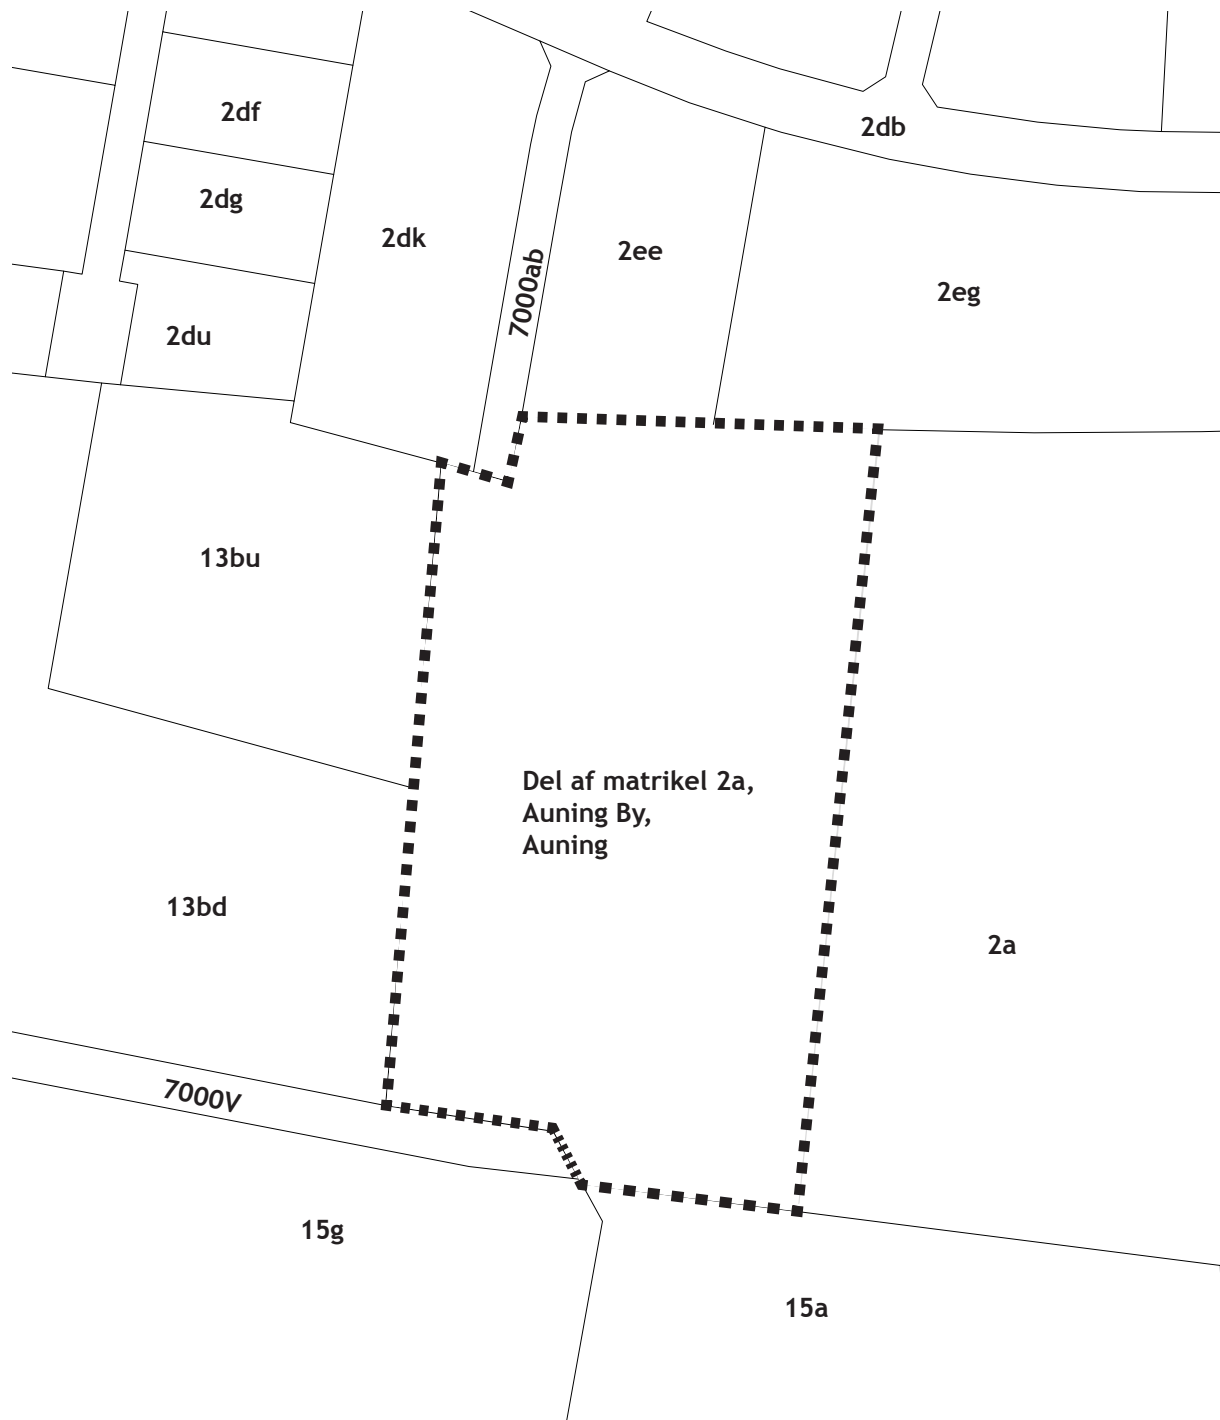 2df
2db
2dg
2dk
2ee
7000ab
2eg
2du
13bu
Del af matrikel 2a,
Auning By,
Auning
13bd
2a
7000V
15g
15a